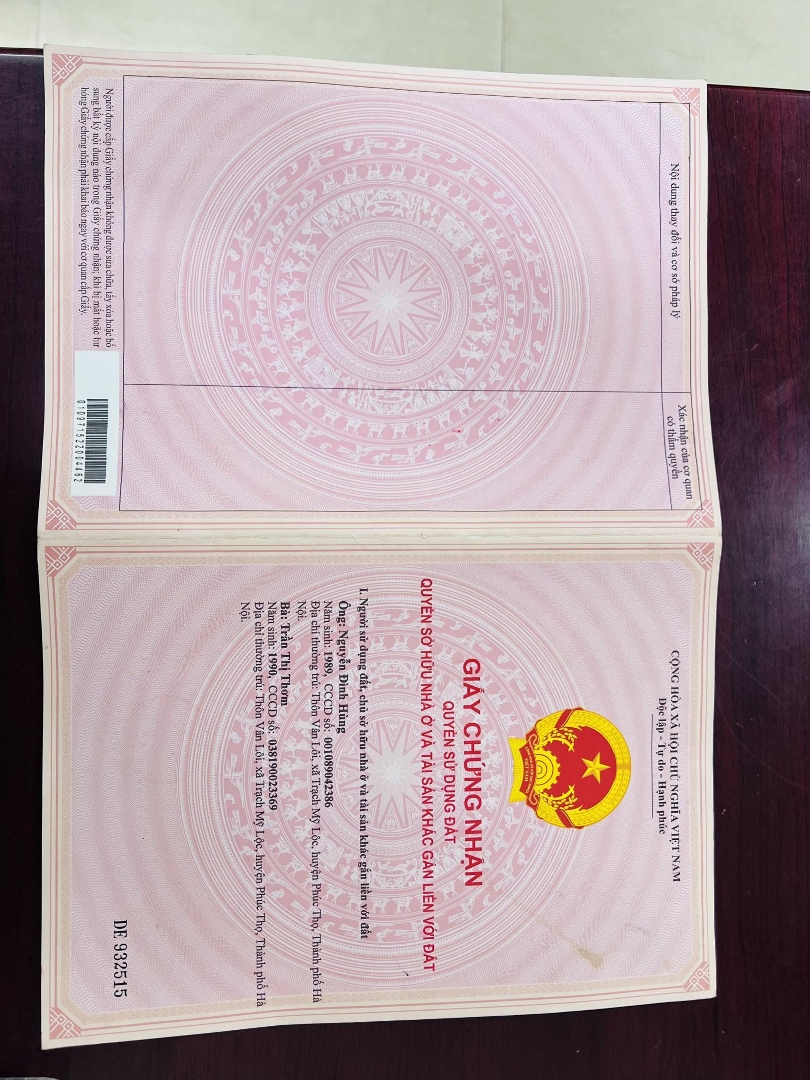 CỘNG HÒA XÃ HỘI CHỦ NGHĨA VIỆT NAM
Độc lập - Tự do - Hạnh phúc
GIẤY CHỨNG NHẬN
QUYỀN SỬ DỤNG ĐẤT
QUYỀN SỞ HỮU NHÀ Ở VÀ TÀI SẢN KHÁC GẮN LIỀN VỚI ĐẤT
I. Người sử dụng đất, chủ sở hữu nhà ở và tài sản khác gắn liền với đất
Ông: Nguyễn Đình Hùng
Năm sinh: 1989, CCCD số: 001089042386
Địa chỉ thường trú: Thôn Vân Lôi, xã Trạch Mỹ Lộc, huyện Phúc Thọ, Thành phố Hà
Nội.
Bà: Trần Thị Thơm
Năm sinh: 1990, CCCD số: 038190023369
Địa chỉ thường trú: Thôn Vân Lôi, xã Trạch Mỹ Lộc, huyện Phúc Thọ, Thành phố Hà
Nội.
DE 932515
Nội dung thay đổi và cơ sở pháp lý
Xác nhận của cơ quan
có thẩm quyền
Người được cấp Giấy chứng nhận không được sửa chữa, tẩy xóa hoặc bổ
sung bất kỳ nội dung nào trong Giấy chứng nhận; khi bị mất hoặc hư
hỏng Giấy chứng nhận phải khai báo ngay với cơ quan cấp Giấy.
010971522004462